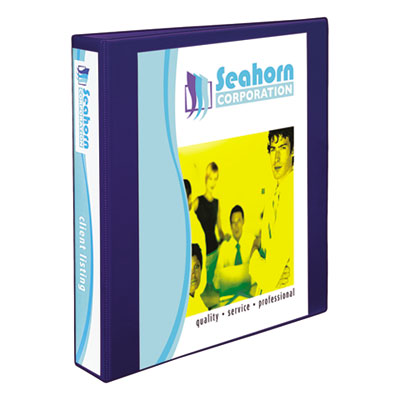 Seahorn
CORPORATION
client listing
Seahorn
CORPORATION
quality • service • professional